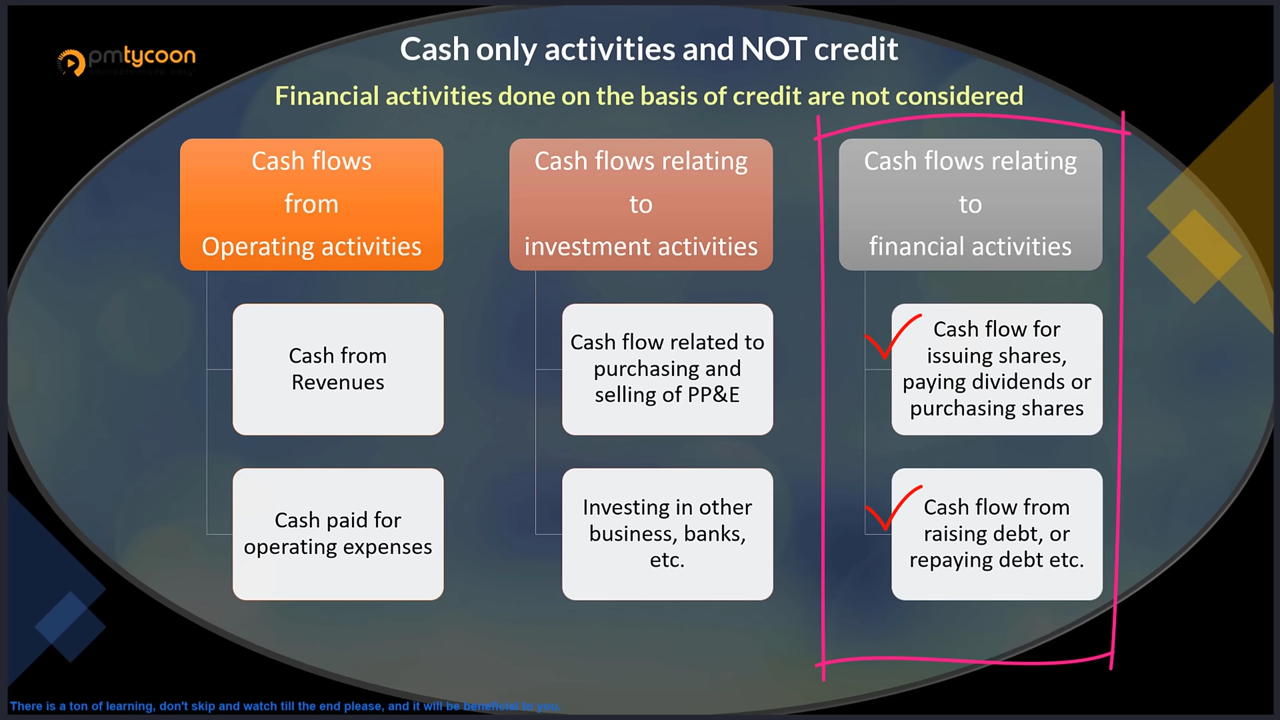 pmtycoon
Cash only activities and NOT credit
Financial activities done on the basis of credit are not considered
Cash flows
from
Operating activities
Cash from
Revenues
Cash paid for
operating expenses
Cash flows relating
to
investment activities
Cash flow related to
purchasing and
selling of PP&E
Investing in other
business, banks,
etc.
Cash flows relating
to
financial activities
Cash flow for
issuing shares,
paying dividends or
purchasing shares
Cash flow from
raising debt, or
repaying debt etc.
There is a ton of learning, don't skip and watch till the end please, and it will be beneficial to you.